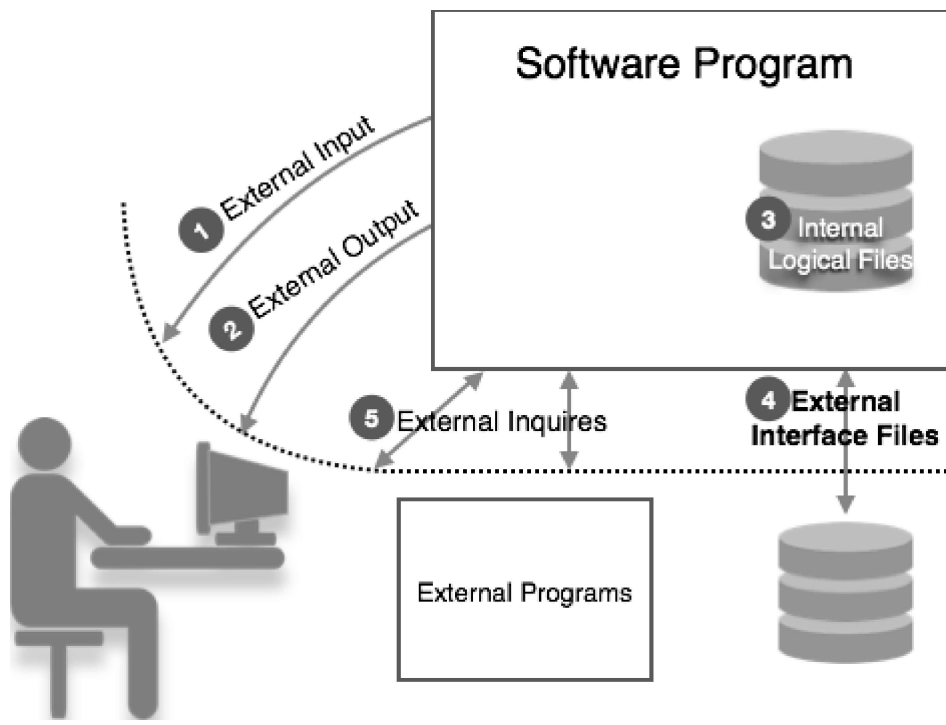 Software Program
1 External Input
2 External Output
3 Internal
Logical Files
4 External
Interface Files
5 External Inquires
External Programs